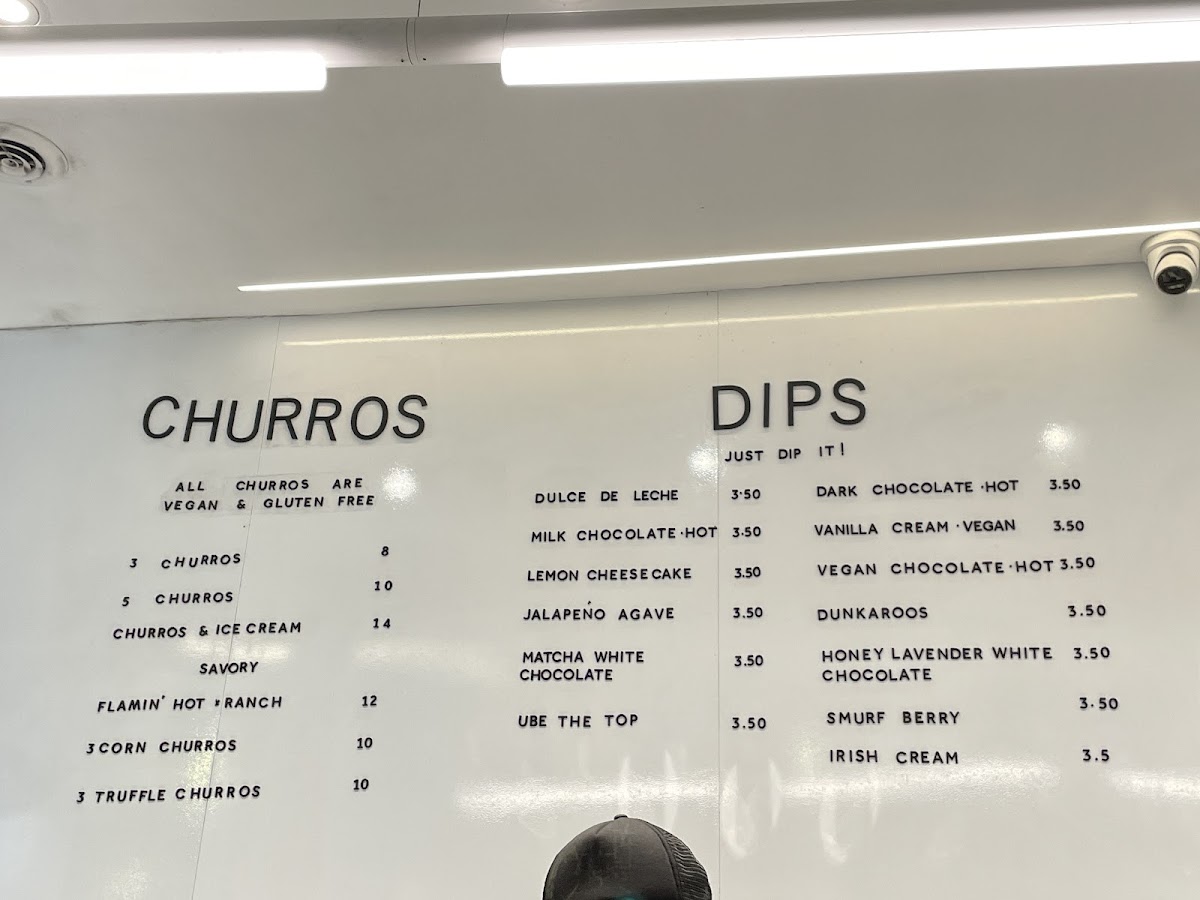 CHURROS
ALL CHURROS ARE
VEGAN & GLUTEN FREE
3 CHURROS 8
5 CHURROS 10
CHURROS & ICE CREAM 14
SAVORY
FLAMIN' HOT RANCH 12
3 CORN CHURROS 10
3 TRUFFLE CHURROS 10
DIPS
JUST DIP IT!
DULCE DE LECHE 3.50
MILK CHOCOLATE·HOT 3.50
LEMON CHEESECAKE 3.50
JALAPEÑO AGAVE 3.50
MATCHA WHITE
CHOCOLATE 3.50
UBE THE TOP 3.50
DARK CHOCOLATE·HOT 3.50
VANILLA CREAM·VEGAN 3.50
VEGAN CHOCOLATE·HOT 3.50
DUNKAROOS 3.50
HONEY LAVENDER WHITE 3.50
CHOCOLATE
SMURF BERRY 3.50
IRISH CREAM 3.5